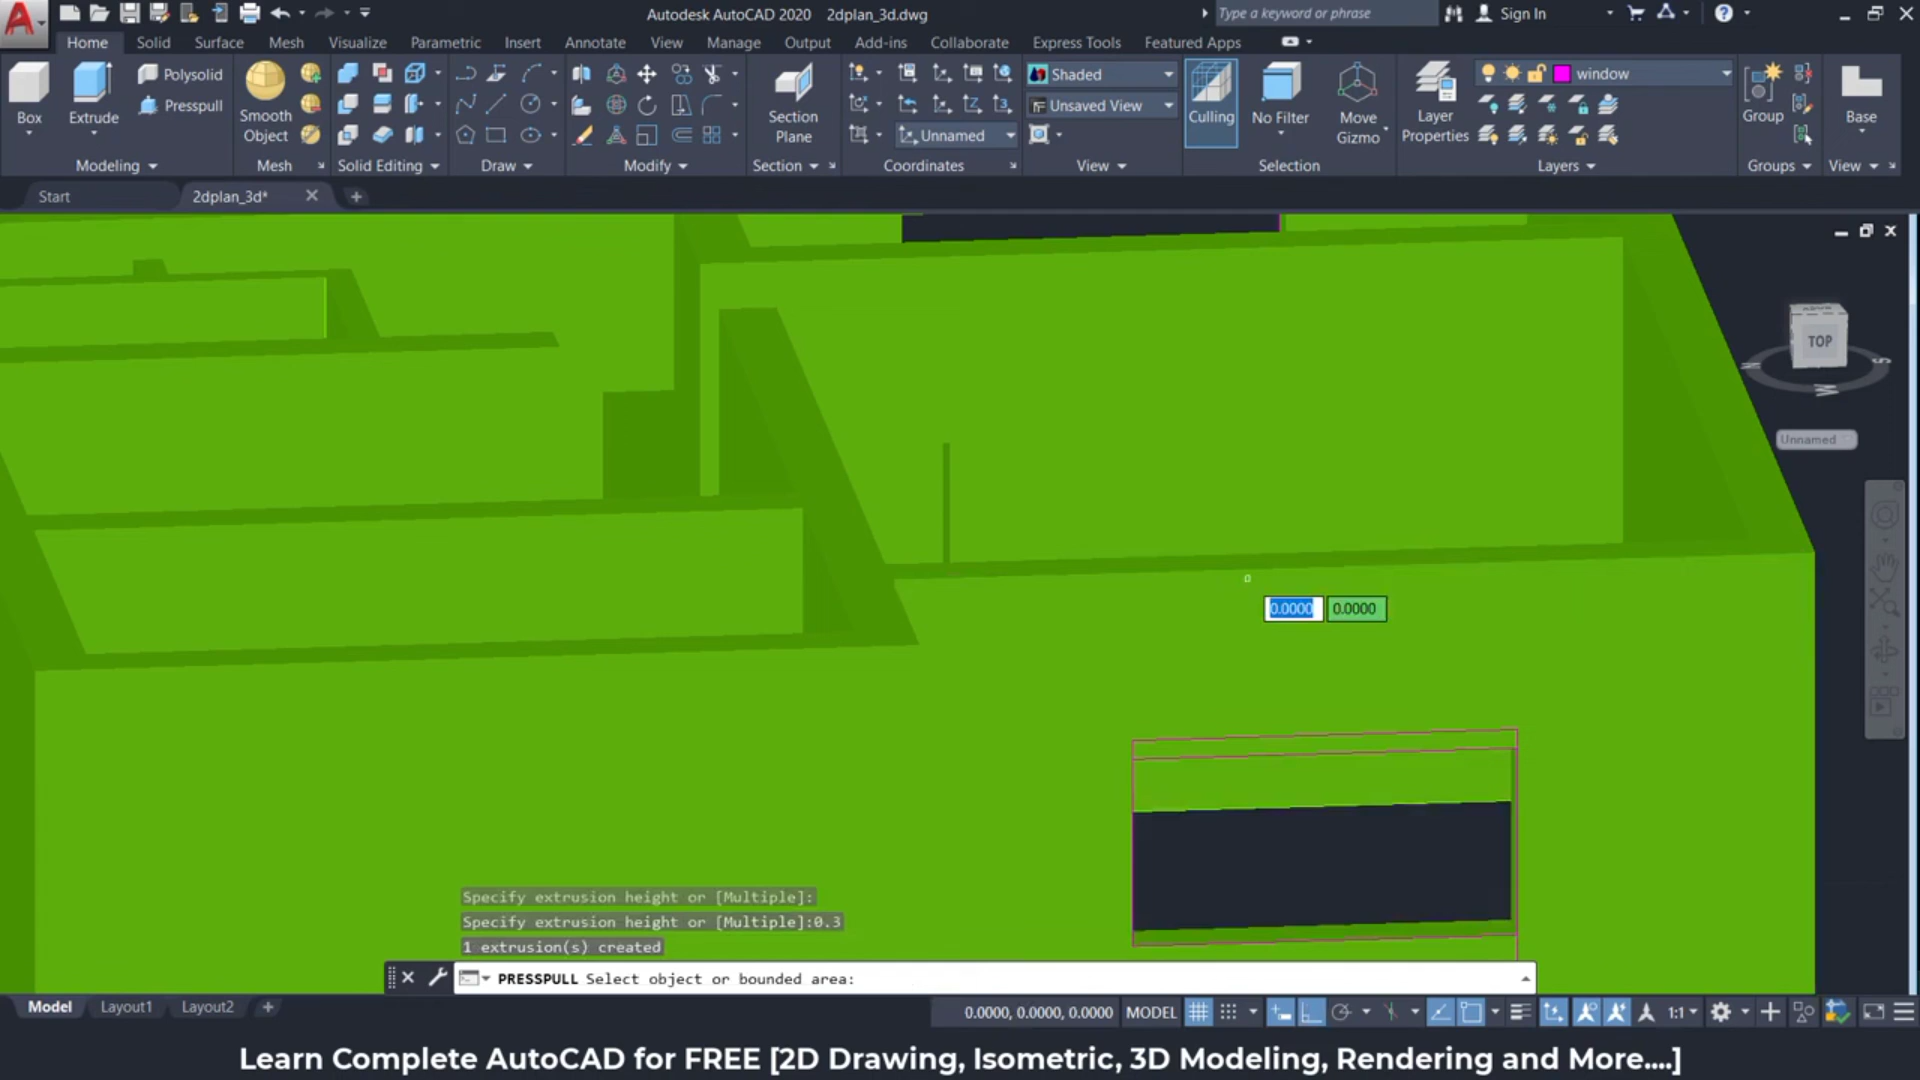 Autodesk AutoCAD 2020 2dplan_3d.dwg
Type a keyword or phrase
Sign In
Home Solid Surface Mesh Visualize Parametric Insert Annotate View Manage Output Add-ins Collaborate Express Tools Featured Apps
Box
Extrude
Polysolid
Presspull
Smooth
Object
Section
Plane
Shaded
Unsaved View
Unnamed
Culling
No Filter
Move
Gizmo
Layer
Properties
window
Group
Base
Modeling
Mesh
Solid Editing
Draw
Modify
Section
Coordinates
View
Selection
Layers
Groups
View
Start
2dplan_3d*
TOP
S
W
Unnamed
0.0000
0.0000
Specify extrusion height or [Multiple]:
Specify extrusion height or [Multiple]:0.3
1 extrusion(s) created
PRESSPULL Select object or bounded area:
Model Layout1 Layout2
0.0000, 0.0000, 0.0000 MODEL
1:1
Learn Complete AutoCAD for FREE [2D Drawing, Isometric, 3D Modeling, Rendering and More....]